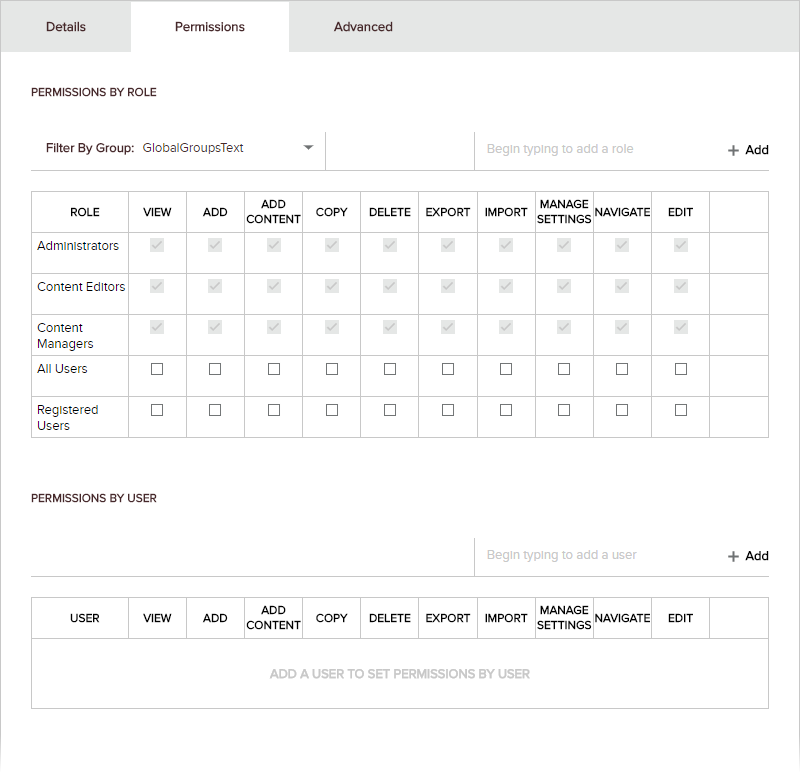 Details Permissions Advanced
PERMISSIONS BY ROLE
Filter By Group: GlobalGroupsText Begin typing to add a role + Add
ROLE VIEW ADD ADD CONTENT COPY DELETE EXPORT IMPORT MANAGE SETTINGS NAVIGATE EDIT
Administrators
Content Editors
Content
Managers
All Users
Registered
Users
PERMISSIONS BY USER
Begin typing to add a user + Add
USER VIEW ADD ADD CONTENT COPY DELETE EXPORT IMPORT MANAGE SETTINGS NAVIGATE EDIT
ADD A USER TO SET PERMISSIONS BY USER